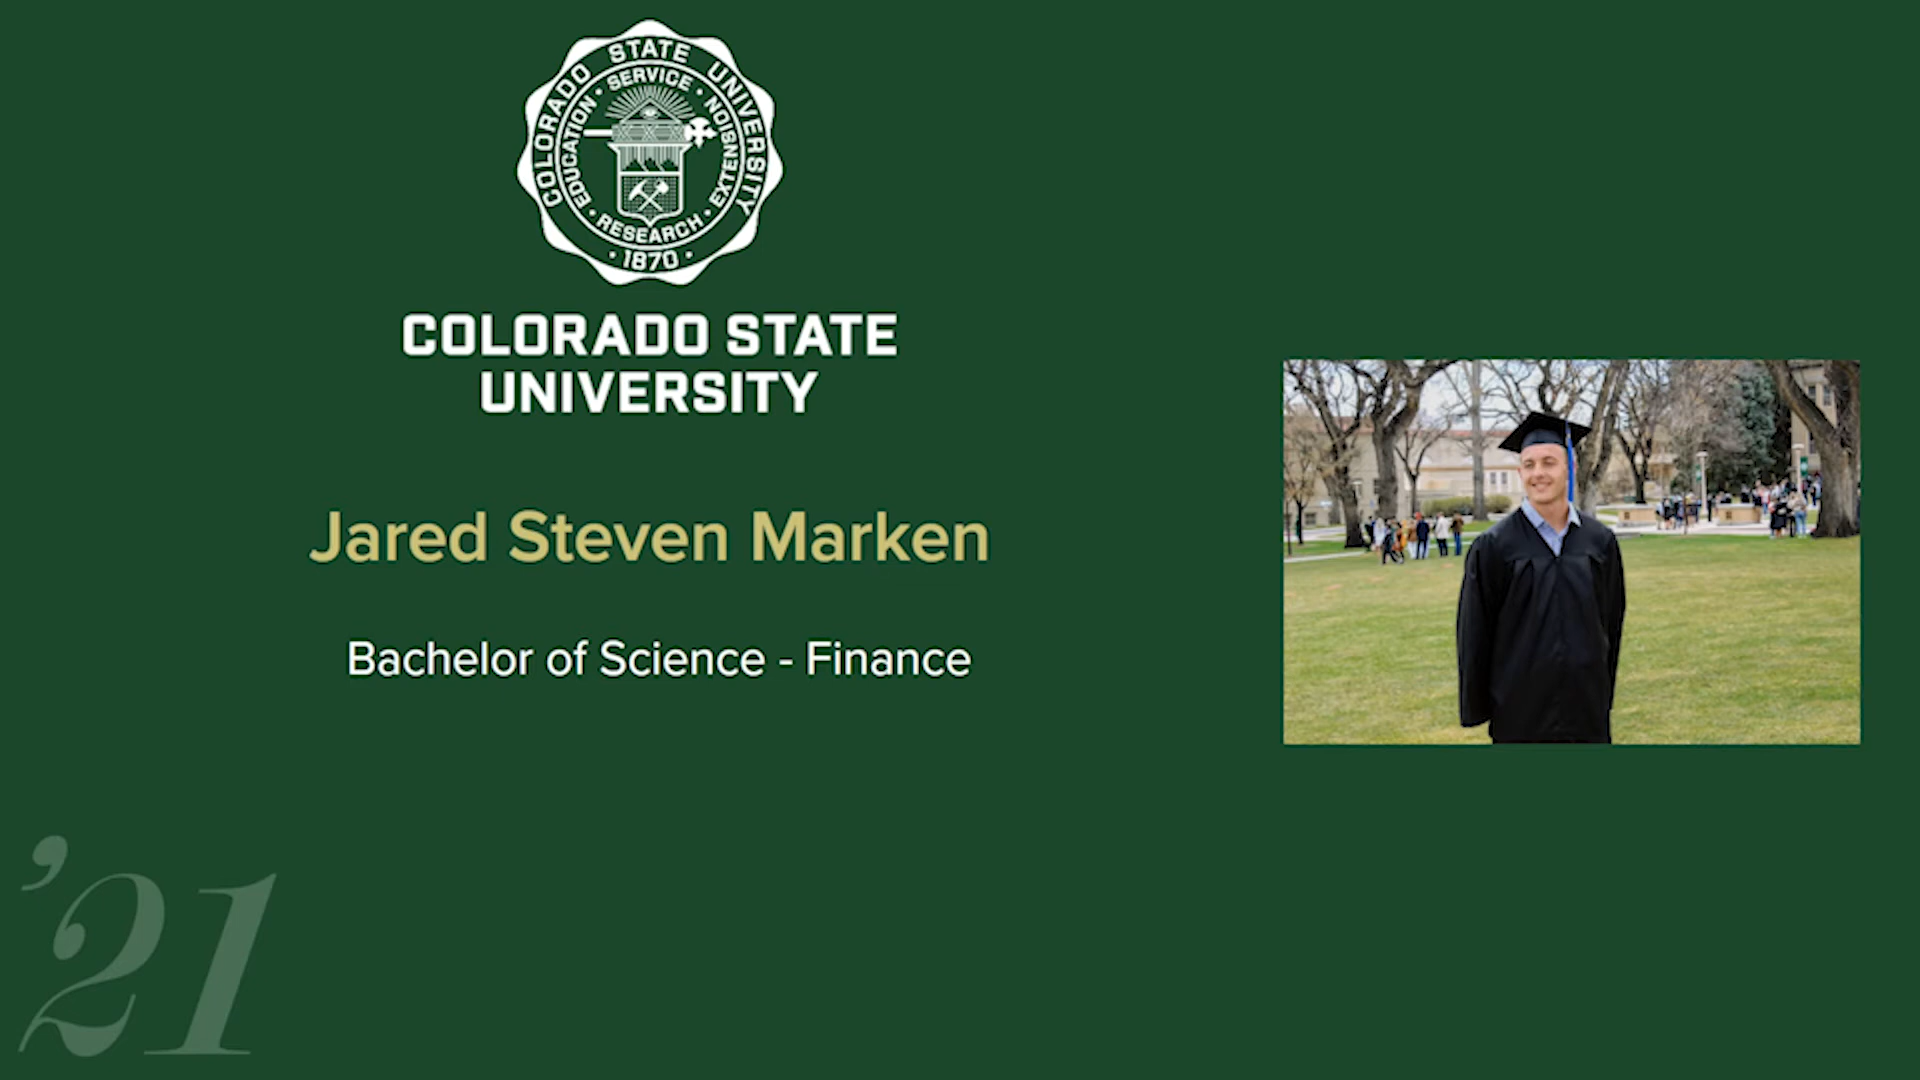 COLORADO STATE UNIVERSITY
EDUCATION • SERVICE • EXTENSION
• RESEARCH •
• 1870 •
COLORADO STATE
UNIVERSITY
Jared Steven Marken
Bachelor of Science - Finance
’21